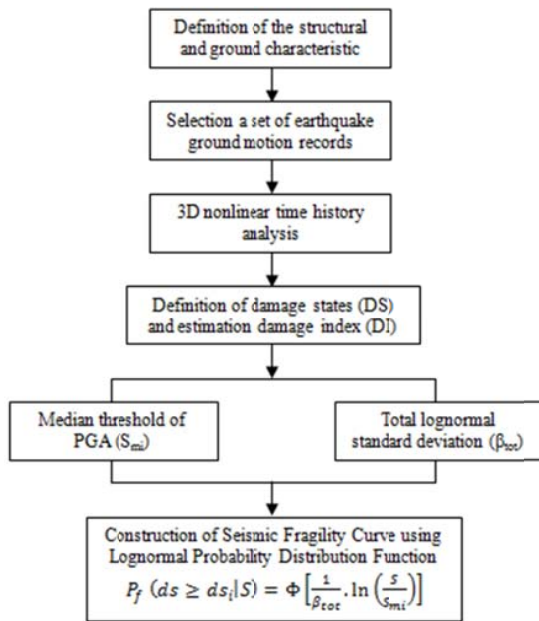 Definition of the structural
and ground characteristic
Selection a set of earthquake
ground motion records
3D nonlinear time history
analysis
Definition of damage states (DS)
and estimation damage index (DI)
Median threshold of
PGA (Sₘᵢ)
Total lognormal
standard deviation (βₜₒₜ)
Construction of Seismic Fragility Curve using
Lognormal Probability Distribution Function
P_f (ds ≥ dsᵢ|S) = Φ[1/βₜₒₜ . ln(S/Sₘᵢ)]